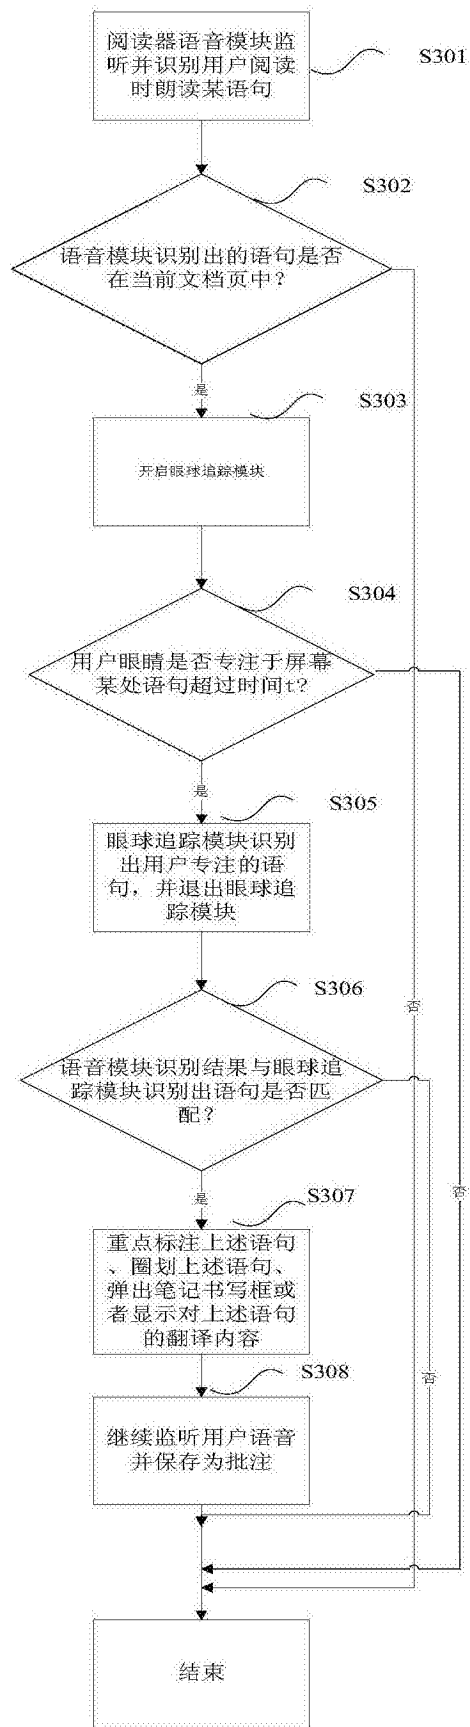 阅读器语音模块监
听并识别用户阅读
时朗读某语句
S301
S302
语音模块识别出的语句是否
在当前文档页中？
是
S303
开启眼球追踪模块
S304
用户眼睛是否专注于屏幕
某处语句超过时间t？
是
S305
眼球追踪模块识别
出用户专注的语
句，并退出眼球追
踪模块
S306
否
语音模块识别结果与眼球追
踪模块识别出语句是否匹
配？
是
否
S307
重点标注上述语句
、圈划上述语句、
弹出笔记书写框或
者显示对上述语句
的翻译内容
S308
否
继续监听用户语音
并保存为批注
结束